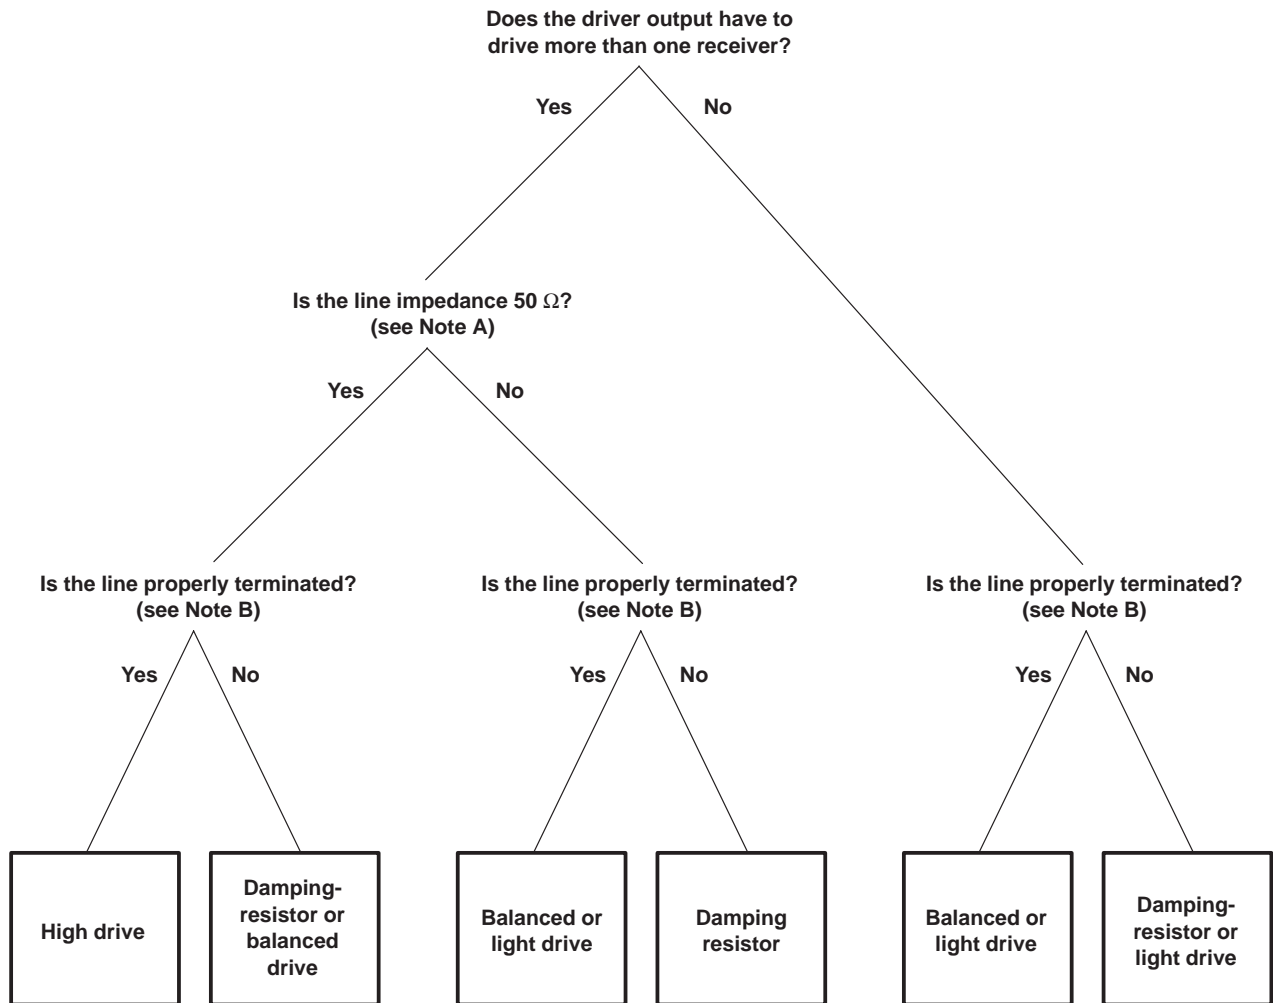 Does the driver output have to
drive more than one receiver?
Yes
No
Is the line impedance 50 Ω?
(see Note A)
Yes
No
Is the line properly terminated?
(see Note B)
Is the line properly terminated?
(see Note B)
Is the line properly terminated?
(see Note B)
Yes
No
Yes
No
Yes
No
High drive
Damping-
resistor or
balanced
drive
Balanced or
light drive
Damping
resistor
Balanced or
light drive
Damping-
resistor or
light drive